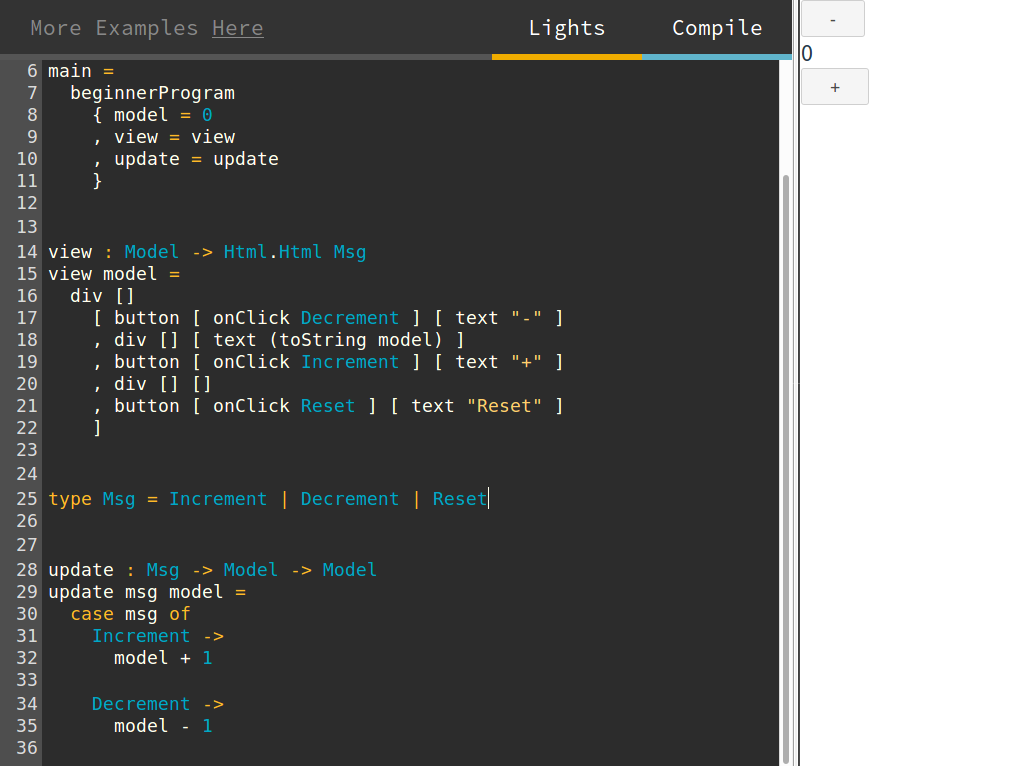 More Examples Here Lights Compile
6 main =
7   beginnerProgram
8     { model = 0
9     , view = view
10     , update = update
11     }
12
13
14 view : Model -> Html.Html Msg
15 view model =
16   div []
17     [ button [ onClick Decrement ] [ text "-" ]
18     , div [] [ text (toString model) ]
19     , button [ onClick Increment ] [ text "+" ]
20     , div [] []
21     , button [ onClick Reset ] [ text "Reset" ]
22     ]
23
24
25 type Msg = Increment | Decrement | Reset
26
27
28 update : Msg -> Model -> Model
29 update msg model =
30   case msg of
31     Increment ->
32       model + 1
33
34     Decrement ->
35       model - 1
36
-
0
+